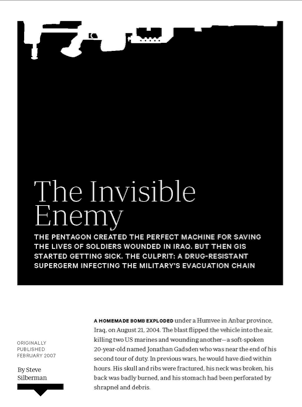 The Invisible
Enemy
THE PENTAGON CREATED THE PERFECT MACHINE FOR SAVING
THE LIVES OF SOLDIERS WOUNDED IN IRAQ. BUT THEN GIS
STARTED GETTING SICK. THE CULPRIT: A DRUG-RESISTANT
SUPERGERM INFECTING THE MILITARY'S EVACUATION CHAIN
A HOMEMADE BOMB EXPLODED under a Humvee in Anbar province,
Iraq, on August 21, 2004. The blast flipped the vehicle into the air,
killing two US marines and wounding another—a soft-spoken
20-year-old named Jonathan Gadsden who was near the end of his
second tour of duty. In previous wars, he would have died within
hours. His skull and ribs were fractured, his neck was broken, his
back was badly burned, and his stomach had been perforated by
shrapnel and debris.
ORIGINALLY
PUBLISHED
FEBRUARY 2007
By Steve
Silberman